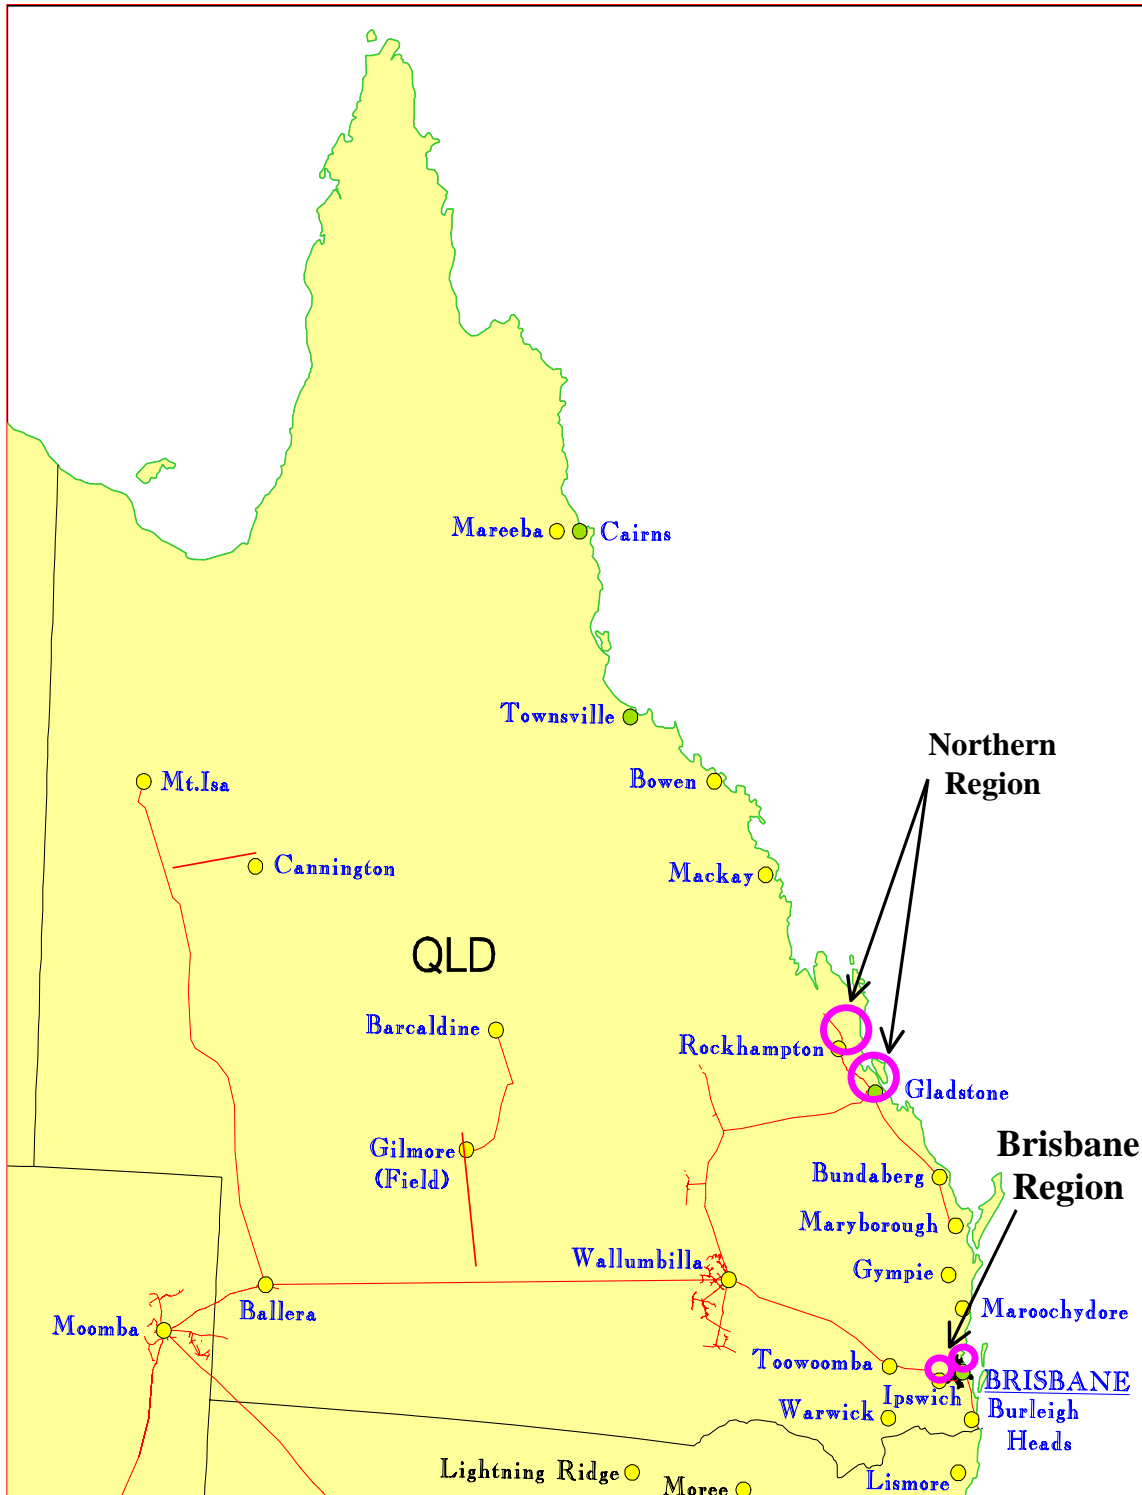 Mareeba
Cairns
Townsville
Northern
Region
Mt.Isa
Bowen
Cannington
Mackay
QLD
Barcaldine
Rockhampton
Gladstone
Gilmore
(Field)
Brisbane
Region
Bundaberg
Maryborough
Wallumbilla
Gympie
Ballera
Maroochydore
Moomba
Toowoomba
Ipswich
BRISBANE
Warwick
Burleigh
Heads
Lightning Ridge
Moree
Lismore